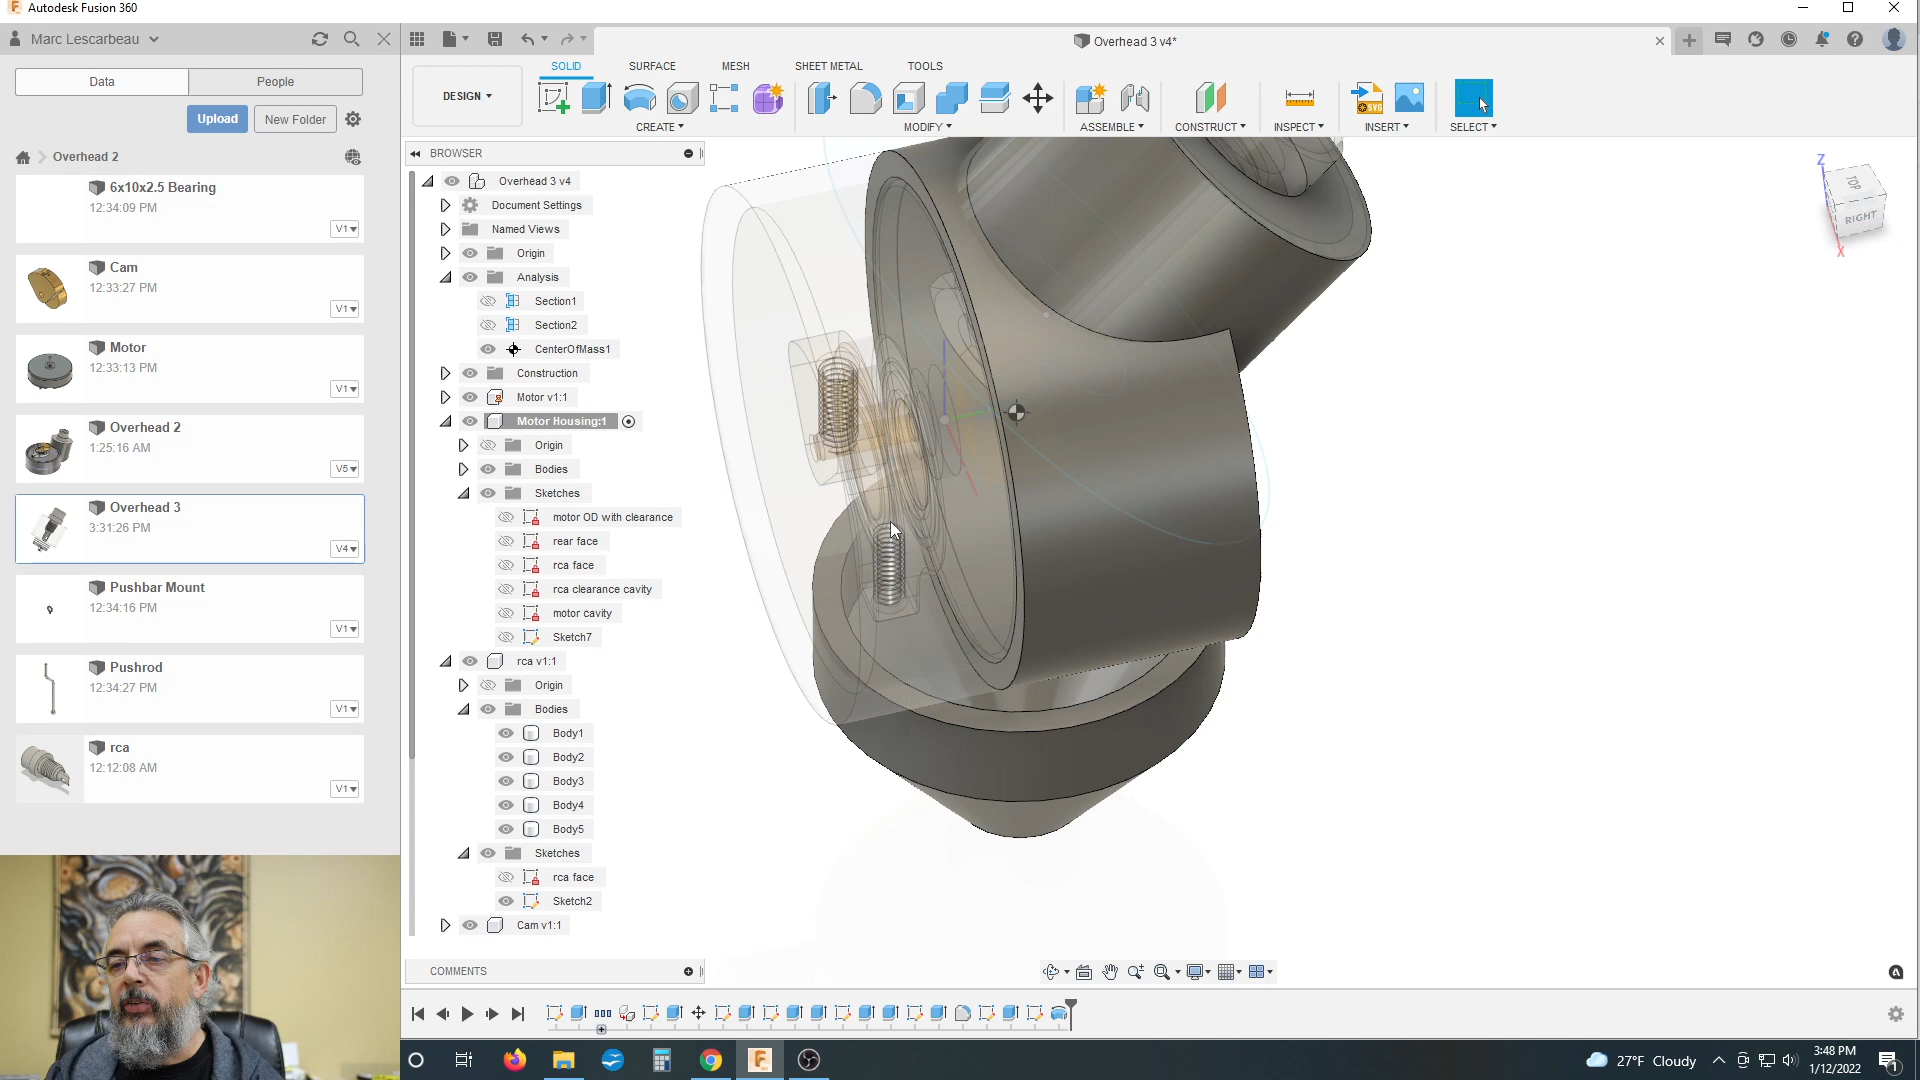 Autodesk Fusion 360
Marc Lescarbeau
Data
People
Upload
New Folder
Overhead 2
6x10x2.5 Bearing
12:34:09 PM
V1
Cam
12:33:27 PM
V1
Motor
12:33:13 PM
V1
Overhead 2
1:25:16 AM
V5
Overhead 3
3:31:26 PM
V4
Pushbar Mount
12:34:16 PM
V1
Pushrod
12:34:27 PM
V1
rca
12:12:08 AM
V1
Overhead 3 v4*
DESIGN
SOLID
SURFACE
MESH
SHEET METAL
TOOLS
CREATE
MODIFY
ASSEMBLE
CONSTRUCT
INSPECT
INSERT
SELECT
SVG
BROWSER
Overhead 3 v4
Document Settings
Named Views
Origin
Analysis
Section1
Section2
CenterOfMass1
Construction
Motor v1:1
Motor Housing:1
Origin
Bodies
Sketches
motor OD with clearance
rear face
rca face
rca clearance cavity
motor cavity
Sketch7
rca v1:1
Origin
Bodies
Body1
Body2
Body3
Body4
Body5
Sketches
rca face
Sketch2
Cam v1:1
Z
TOP
RIGHT
X
COMMENTS
27°F Cloudy
3:48 PM
1/12/2022
1